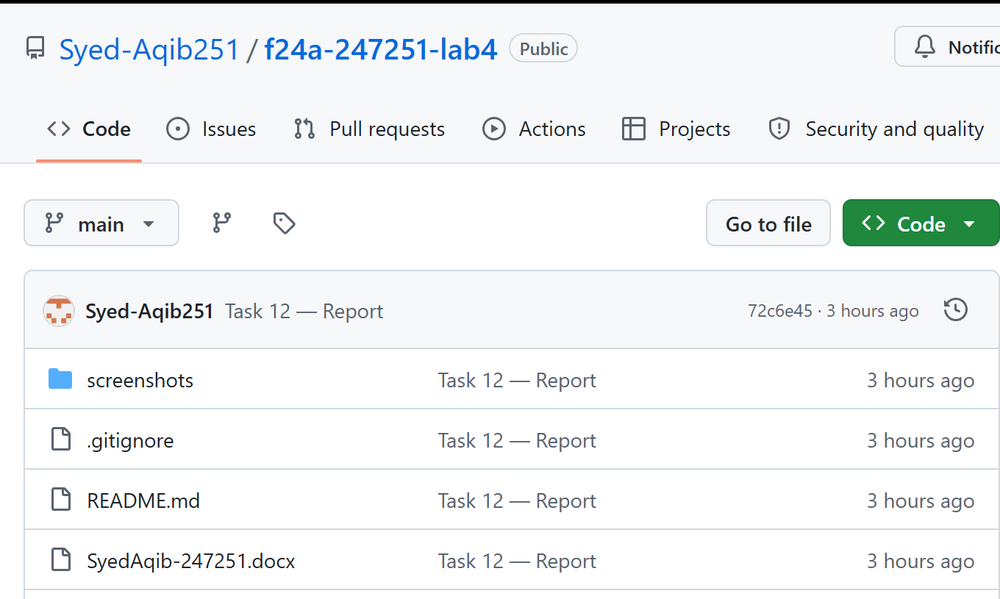 Syed-Aqib251 / f24a-247251-lab4 Public Notific
Code Issues Pull requests Actions Projects Security and quality
main Go to file Code
Syed-Aqib251 Task 12 — Report 72c6e45 · 3 hours ago
screenshots Task 12 — Report 3 hours ago
.gitignore Task 12 — Report 3 hours ago
README.md Task 12 — Report 3 hours ago
SyedAqib-247251.docx Task 12 — Report 3 hours ago